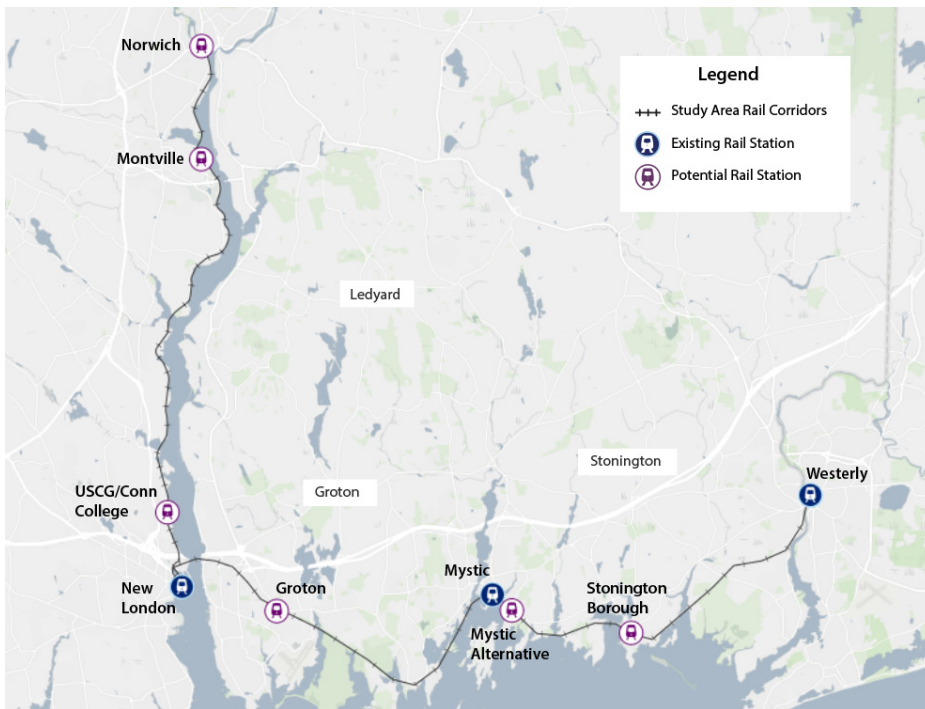 Norwich
Legend
Study Area Rail Corridors
Existing Rail Station
Potential Rail Station
Montville
Ledyard
Stonington
Groton
USCG/Conn
College
Westerly
New
London
Groton
Mystic
Mystic
Alternative
Stonington
Borough